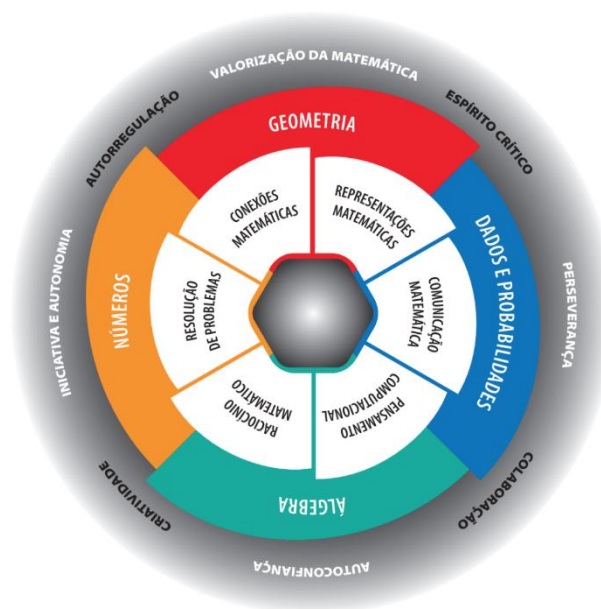 VALORIZAÇÃO DA MATEMÁTICA
ESPÍRITO CRÍTICO
PERSEVERANÇA
COLABORAÇÃO
AUTOCONFIANÇA
CRIATIVIDADE
INICIATIVA E AUTONOMIA
AUTORREGULAÇÃO
GEOMETRIA
DADOS E PROBABILIDADES
ÁLGEBRA
NÚMEROS
CONEXÕES
MATEMÁTICAS
REPRESENTAÇÕES
MATEMÁTICAS
COMUNICAÇÃO
MATEMÁTICA
PENSAMENTO
COMPUTACIONAL
RACIOCÍNIO
MATEMÁTICO
RESOLUÇÃO
DE PROBLEMAS